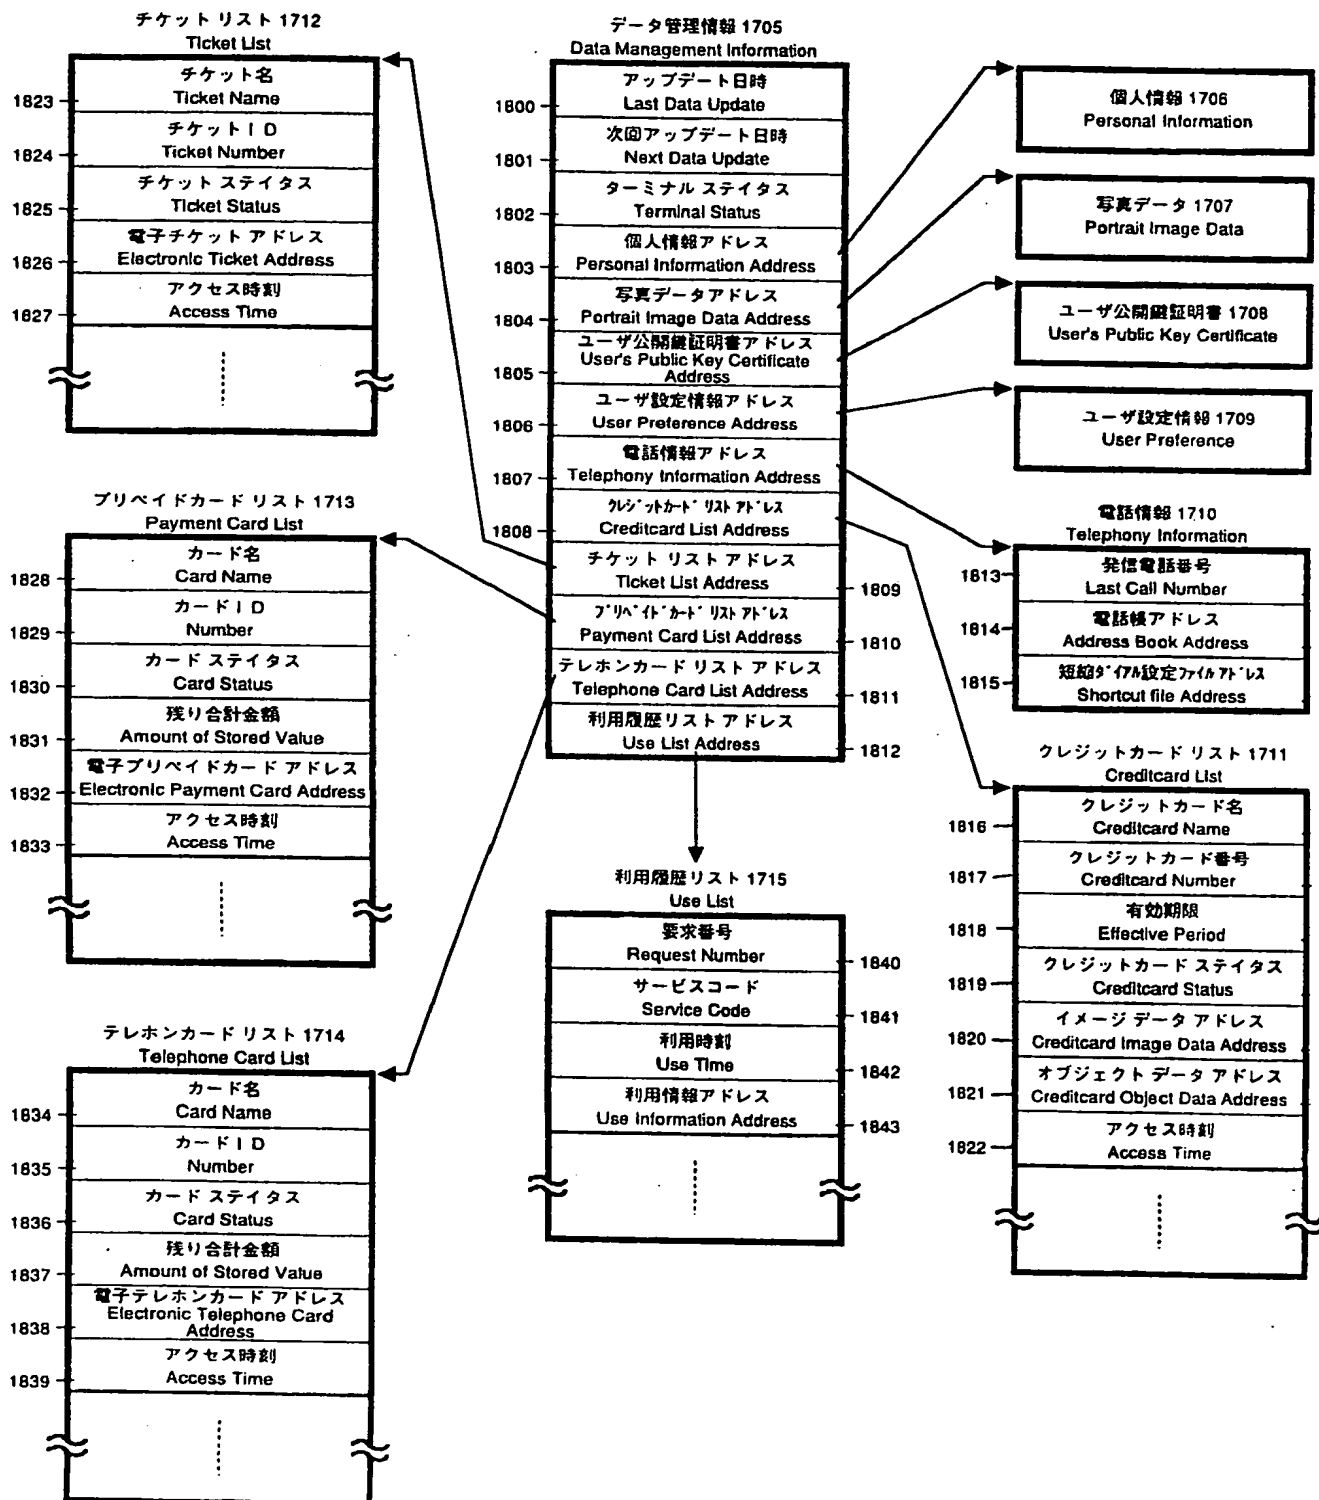 チケット リスト 1712
Ticket List
1823
チケット名
Ticket Name
1824
チケットID
Ticket Number
1825
チケット ステイタス
Ticket Status
1826
電子チケット アドレス
Electronic Ticket Address
1827
アクセス時刻
Access Time
プリペイドカード リスト 1713
Payment Card List
1828
カード名
Card Name
1829
カードID
Number
1830
カード ステイタス
Card Status
1831
残り合計金額
Amount of Stored Value
1832
電子プリペイドカード アドレス
Electronic Payment Card Address
1833
アクセス時刻
Access Time
テレホンカード リスト 1714
Telephone Card List
1834
カード名
Card Name
1835
カードID
Number
1836
カード ステイタス
Card Status
1837
残り合計金額
Amount of Stored Value
1838
電子テレホンカード アドレス
Electronic Telephone Card
Address
1839
アクセス時刻
Access Time
データ管理情報 1705
Data Management Information
1800
アップデート日時
Last Data Update
1801
次回アップデート日時
Next Data Update
1802
ターミナル ステイタス
Terminal Status
1803
個人情報アドレス
Personal Information Address
1804
写真データアドレス
Portrait Image Data Address
1805
ユーザ公開鍵証明書アドレス
User's Public Key Certificate
Address
1806
ユーザ設定情報アドレス
User Preference Address
1807
電話情報アドレス
Telephony Information Address
1808
クレジットカード リスト アドレス
Creditcard List Address
チケット リスト アドレス
Ticket List Address
1809
プリペイドカード リスト アドレス
Payment Card List Address
1810
テレホンカード リスト アドレス
Telephone Card List Address
1811
利用履歴リスト アドレス
Use List Address
1812
利用履歴リスト 1715
Use List
要求番号
Request Number
1840
サービスコード
Service Code
1841
利用時刻
Use Time
1842
利用情報アドレス
Use Information Address
1843
個人情報 1706
Personal Information
写真データ 1707
Portrait Image Data
ユーザ公開鍵証明書 1708
User's Public Key Certificate
ユーザ設定情報 1709
User Preference
電話情報 1710
Telephony Information
1813
発信電話番号
Last Call Number
1814
電話帳アドレス
Address Book Address
1815
短縮ダイアル設定ファイル アドレス
Shortcut file Address
クレジットカード リスト 1711
Creditcard List
1816
クレジットカード名
Creditcard Name
1817
クレジットカード番号
Creditcard Number
1818
有効期限
Effective Period
1819
クレジットカード ステイタス
Creditcard Status
1820
イメージ データ アドレス
Creditcard Image Data Address
1821
オブジェクト データ アドレス
Creditcard Object Data Address
1822
アクセス時刻
Access Time